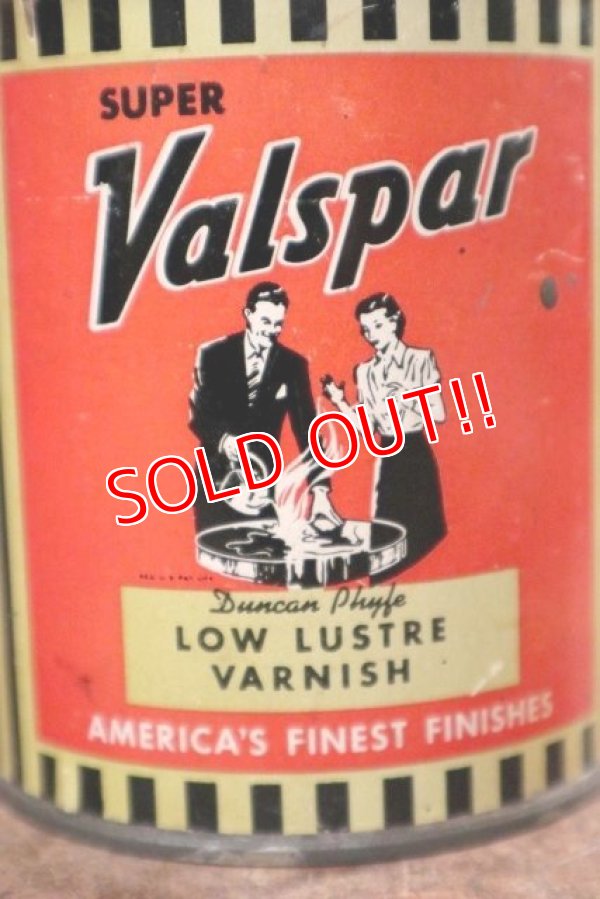 SUPER
Valspar
SOLD OUT!!
Duncan Phyfe
LOW LUSTRE
VARNISH
AMERICA'S FINEST FINISHES